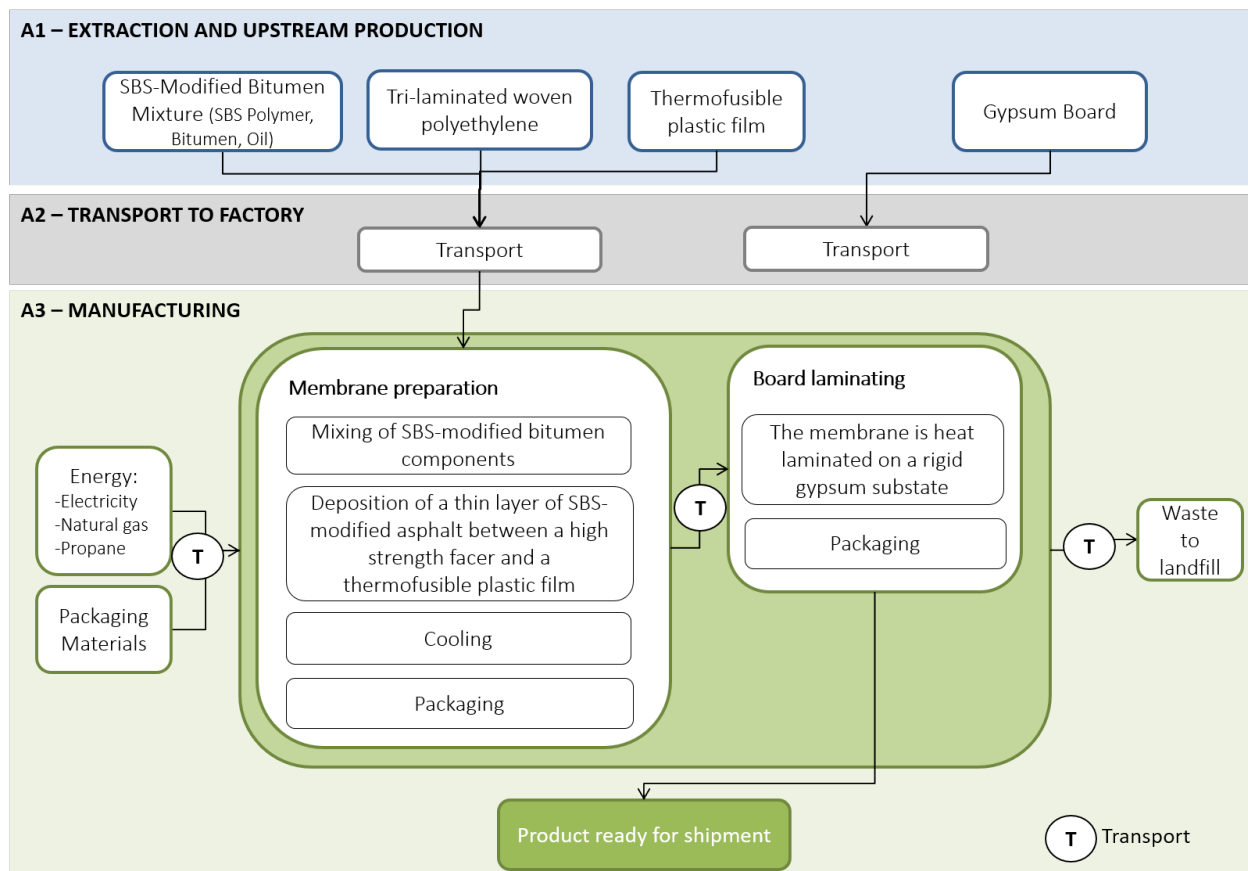 A1 – EXTRACTION AND UPSTREAM PRODUCTION
SBS-Modified Bitumen
Mixture (SBS Polymer,
Bitumen, Oil)
Tri-laminated woven
polyethylene
Thermofusible
plastic film
Gypsum Board
A2 – TRANSPORT TO FACTORY
Transport
Transport
A3 – MANUFACTURING
Energy:
-Electricity
-Natural gas
-Propane
Packaging
Materials
T
Membrane preparation
Mixing of SBS-modified bitumen
components
Deposition of a thin layer of SBS-
modified asphalt between a high
strength facer and a
thermofusible plastic film
Cooling
Packaging
T
Board laminating
The membrane is heat
laminated on a rigid
gypsum substate
Packaging
T
Waste
to
landfill
Product ready for shipment
T Transport